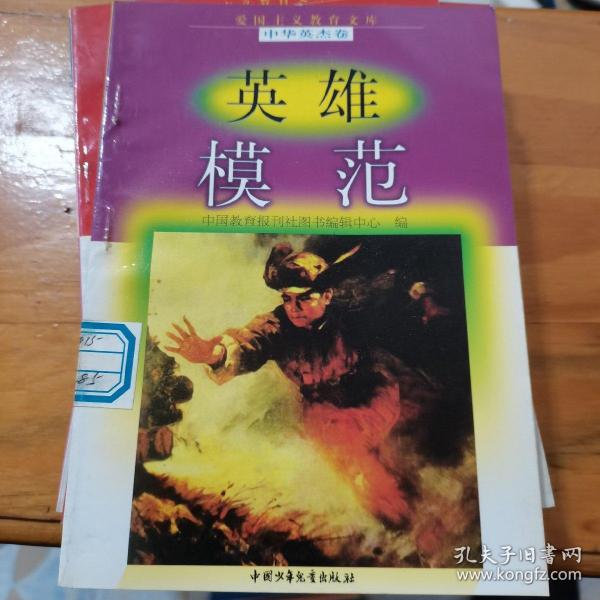 爱国主义教育文库
中华英杰卷
英雄
模范
中国教育报刊社图书编辑中心 编
85
中国少年儿童出版社
孔夫子旧书网
www.kongfz.com